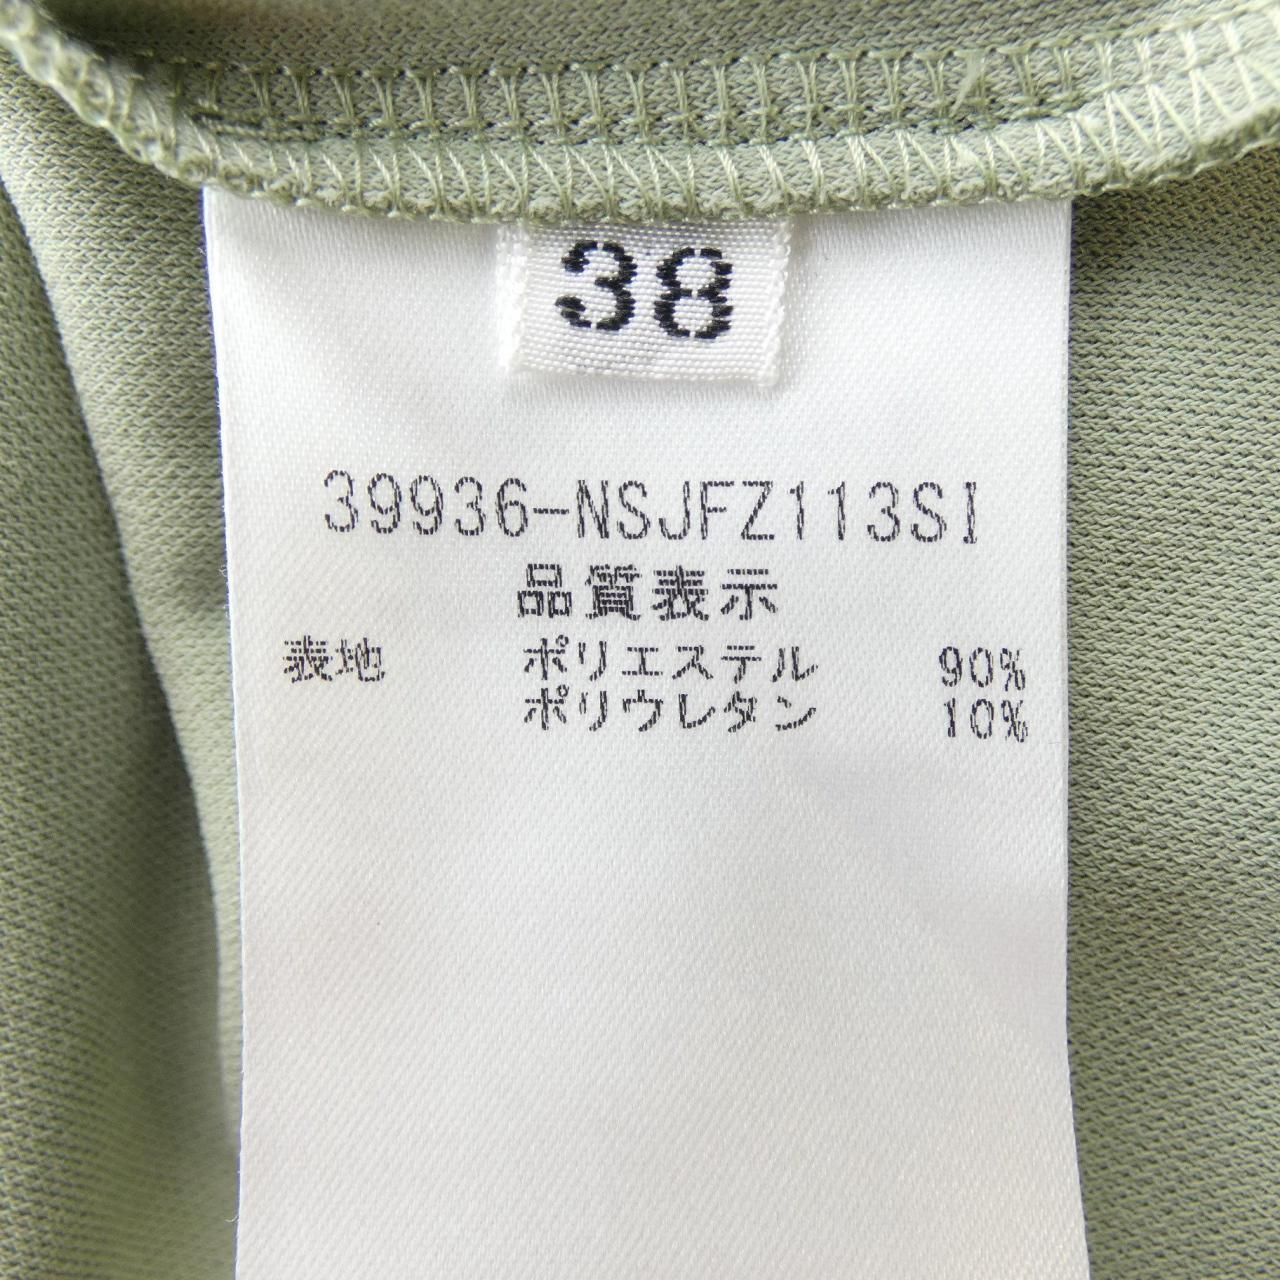 38
39936-NSJFZ113SI
品質表示
表地 ポリエステル 90%
ポリウレタン 10%